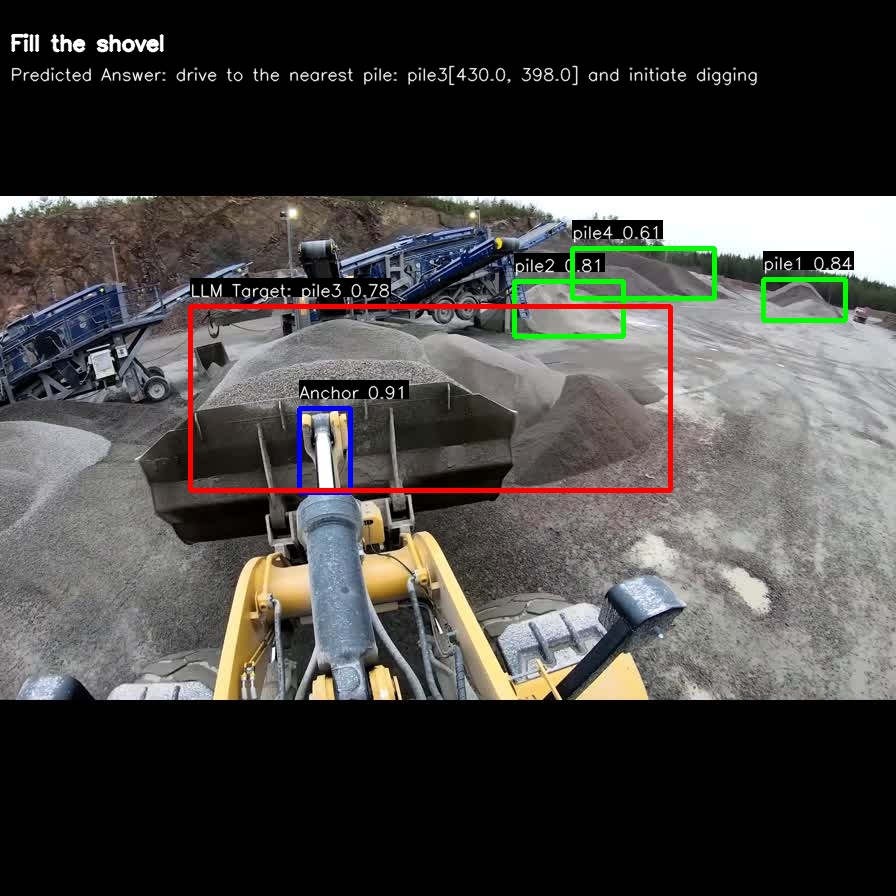 Fill the shovel
Predicted Answer: drive to the nearest pile: pile3[430.0, 398.0] and initiate digging
pile4 0.61
pile2 0.81
pile1 0.84
LLM Target: pile3 0.78
Anchor 0.91